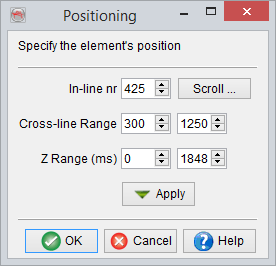 Positioning
Specify the element's position
In-line nr 425 Scroll ...
Cross-line Range 300 1250
Z Range (ms) 0 1848
Apply
OK Cancel Help